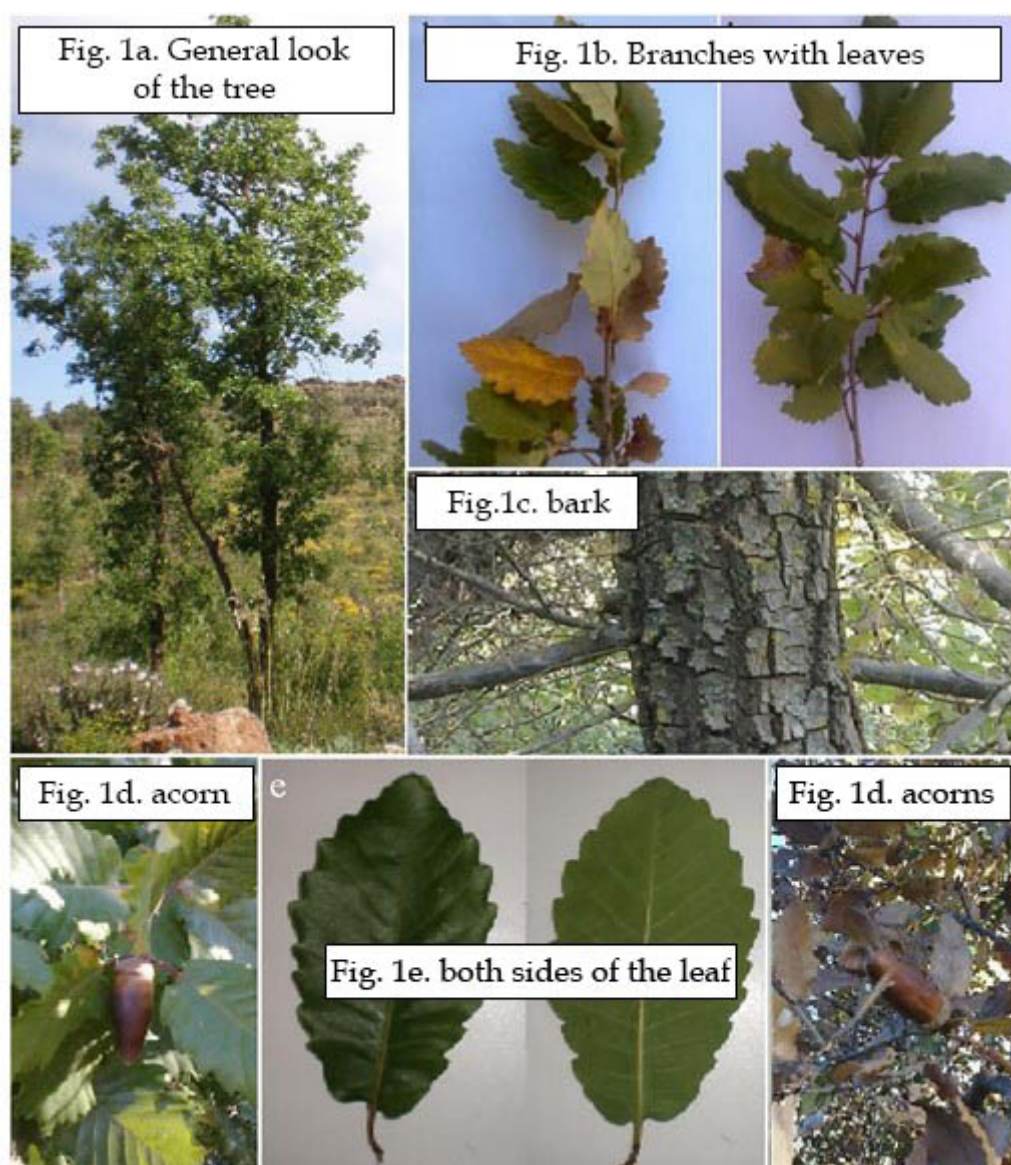 Fig. 1a. General look
of the tree
Fig. 1b. Branches with leaves
Fig.1c. bark
Fig. 1d. acorn
e
Fig. 1e. both sides of the leaf
Fig. 1d. acorns